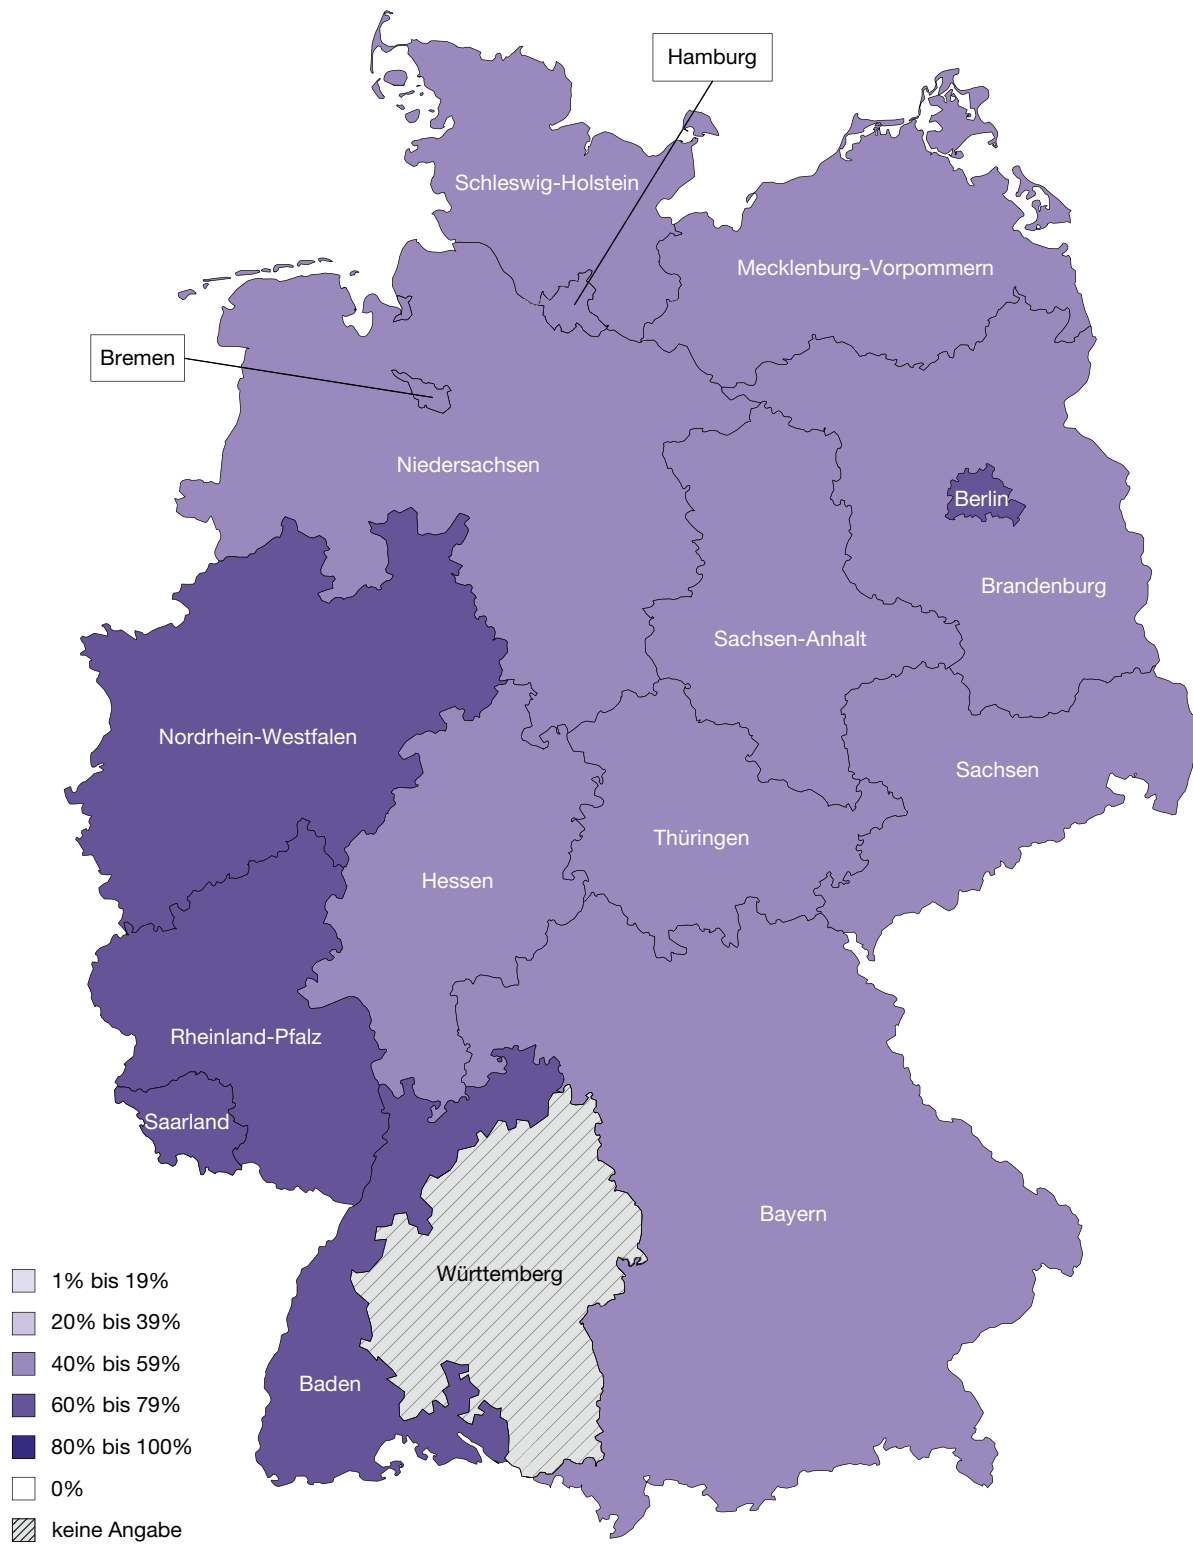 Hamburg
Schleswig-Holstein
Mecklenburg-Vorpommern
Bremen
Niedersachsen
Berlin
Brandenburg
Sachsen-Anhalt
Nordrhein-Westfalen
Sachsen
Thüringen
Hessen
Rheinland-Pfalz
Saarland
Bayern
Württemberg
Baden
1% bis 19%
20% bis 39%
40% bis 59%
60% bis 79%
80% bis 100%
0%
keine Angabe